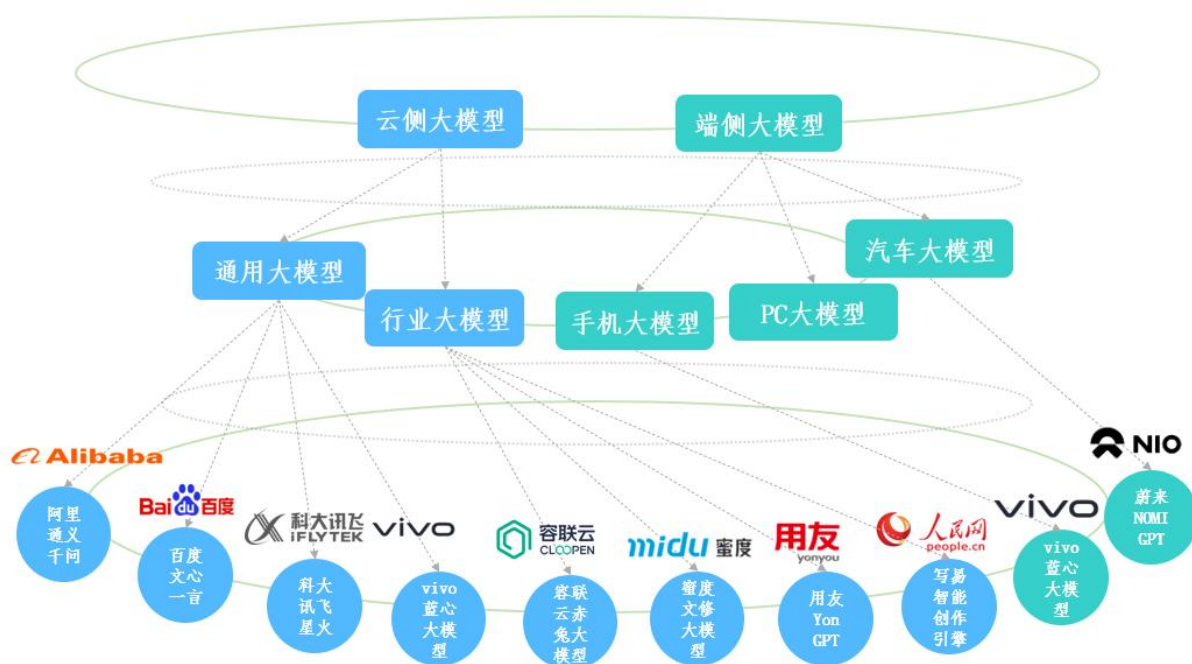 云侧大模型
端侧大模型
通用大模型
行业大模型
手机大模型
PC大模型
汽车大模型
Alibaba
阿里
通义
千问
Bai du 百度
百度
文心
一言
科大讯飞
iFLYTEK
科大
讯飞
星火
vivo
vivo
蓝心
大模
型
容联云
CLOOPEN
容联
云赤
兔大
模型
midu 蜜度
蜜度
文修
大模
型
用友
yonyou
用友
Yon
GPT
人民网
people.cn
写易
智能
创作
引擎
vivo
vivo
蓝心
大模
型
NIO
蔚来
NOMI
GPT